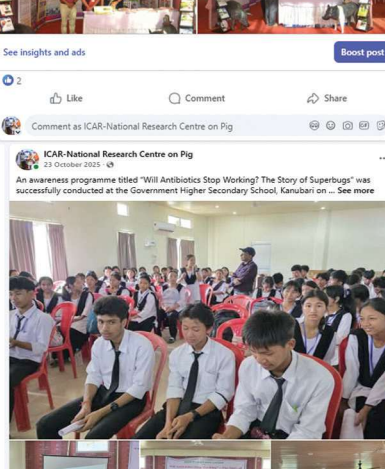 See insights and ads
Boost post
2
Like
Comment
Share
Comment as ICAR-National Research Centre on Pig
ICAR-National Research Centre on Pig
23 October 2025 ·
An awareness programme titled "Will Antibiotics Stop Working? The Story of Superbugs" was
successfully conducted at the Government Higher Secondary School, Kanubari on ... See more